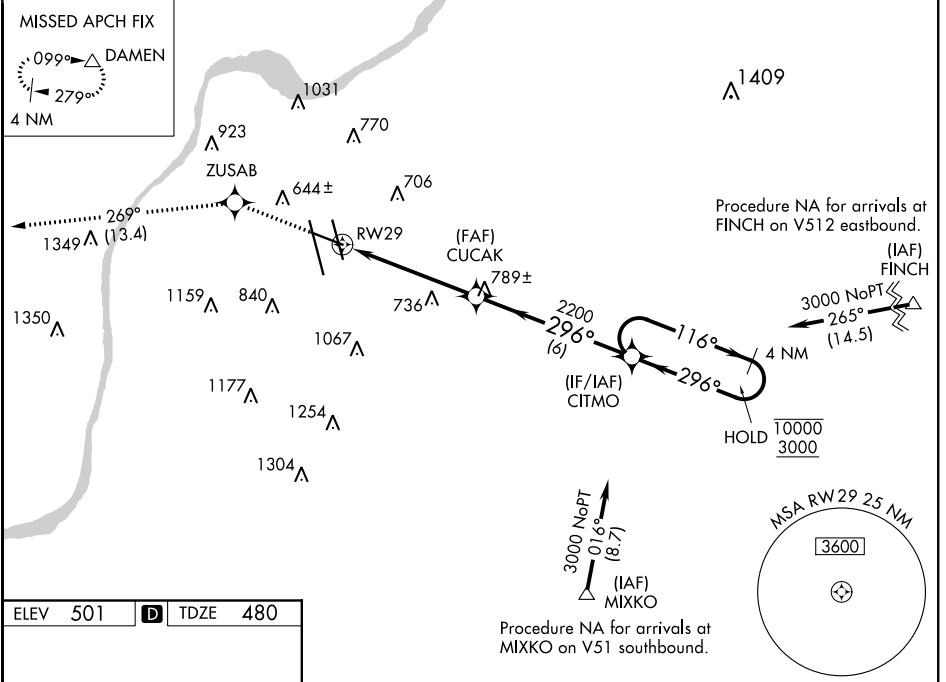 MISSED APCH FIX
099° DAMEN
279°
4 NM
1031
1409
923
770
ZUSAB
644±
706
269°
(13.4)
1349
RW29
Procedure NA for arrivals at
FINCH on V512 eastbound.
(FAF)
CUCAK
789±
(IAF)
FINCH
1159
840
736
3000 NoPT
265°
(14.5)
1350
1067
2200
296°
(6)
116°
4 NM
(IF/IAF)
CITMO
296°
1177
1254
HOLD
10000
3000
1304
MSA RW29 25 NM
3600
3000 NoPT
016°
(8.7)
(IAF)
MIXKO
Procedure NA for arrivals at
MIXKO on V51 southbound.
ELEV 501 D TDZE 480